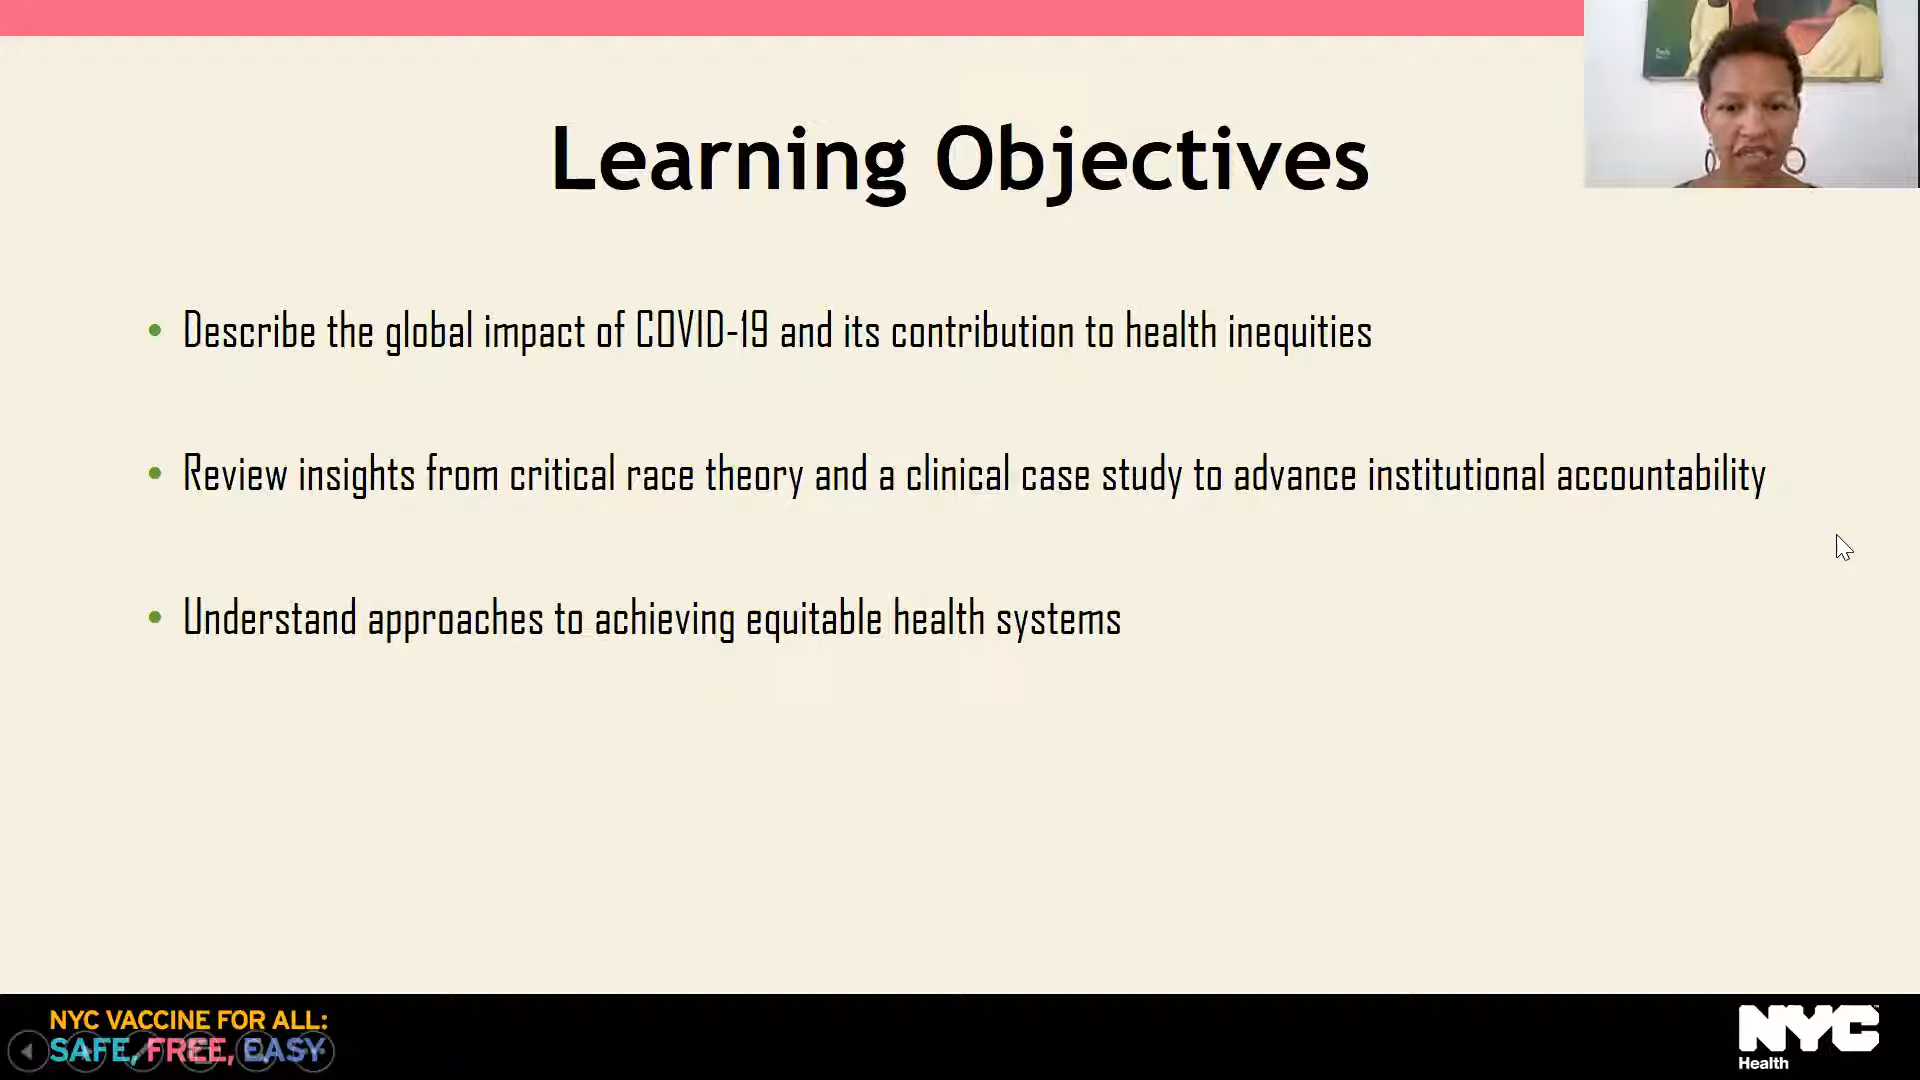 Learning Objectives
Describe the global impact of COVID-19 and its contribution to health inequities
Review insights from critical race theory and a clinical case study to advance institutional accountability
Understand approaches to achieving equitable health systems
NYC VACCINE FOR ALL:
SAFE, FREE, EASY
NYC
Health